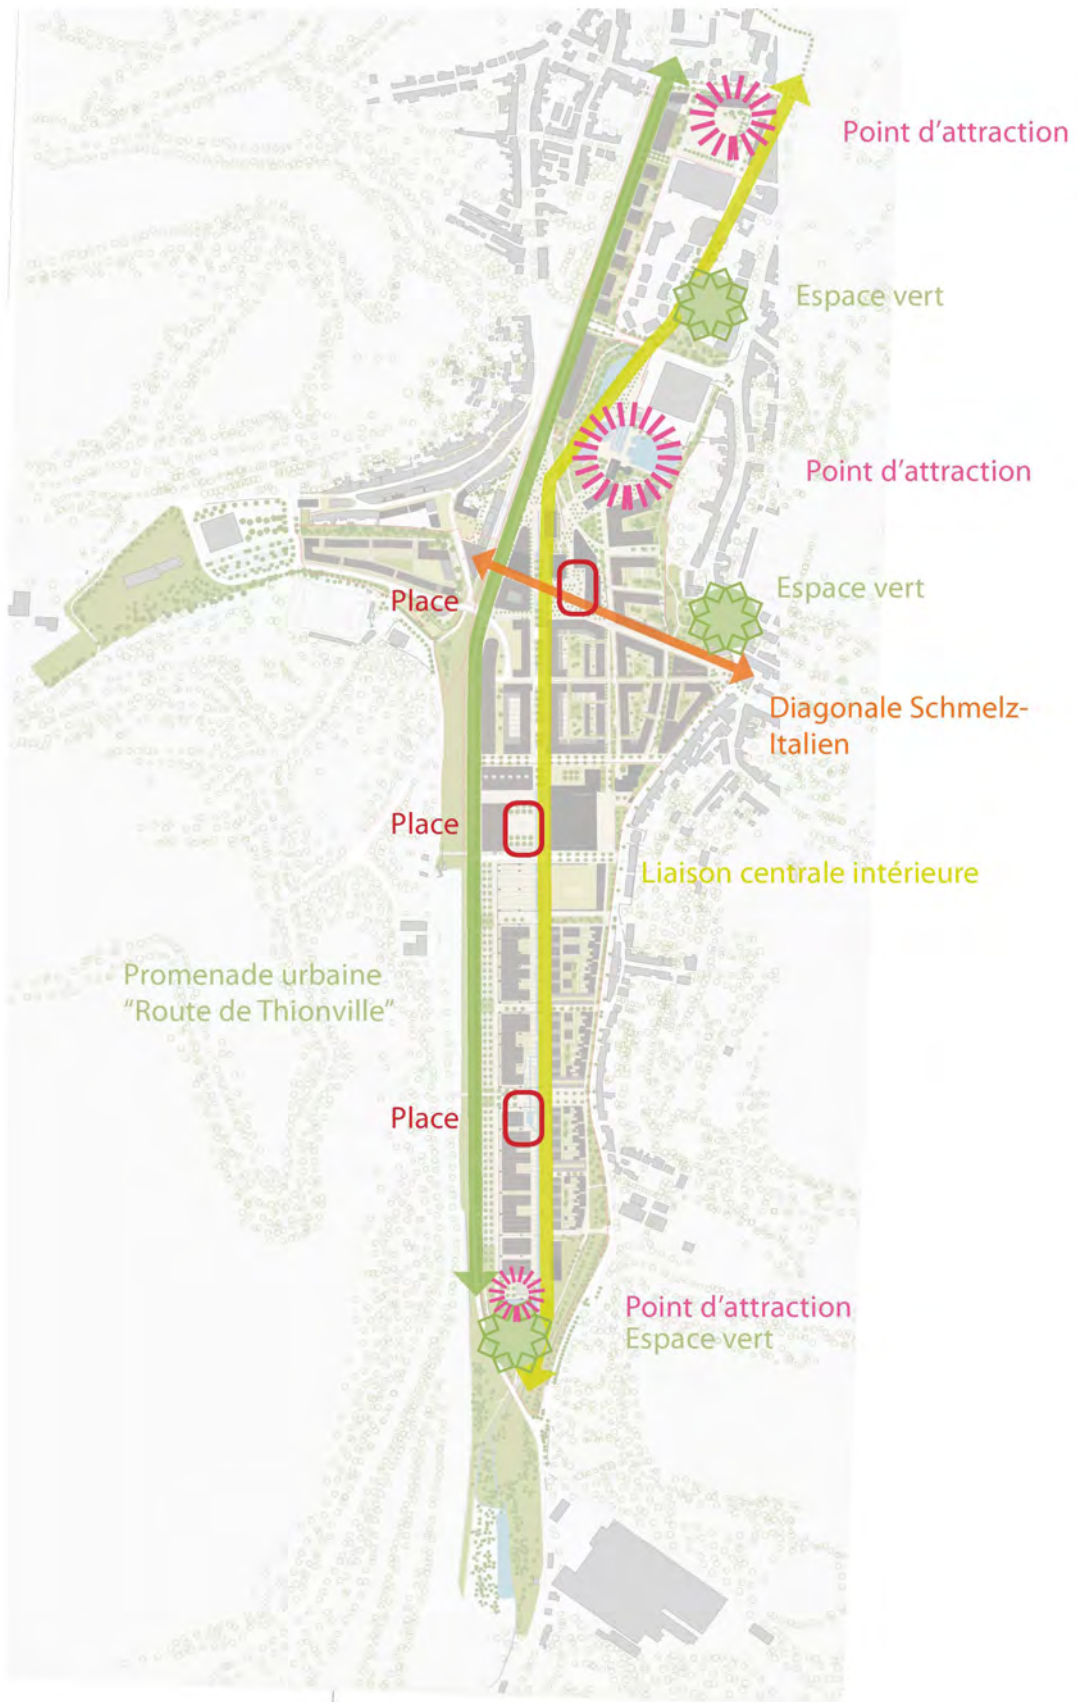 Point d’attraction
Espace vert
Point d’attraction
Espace vert
Place
Diagonale Schmelz-
Italien
Place
Liaison centrale intérieure
Promenade urbaine
“Route de Thionville”
Place
Point d’attraction
Espace vert